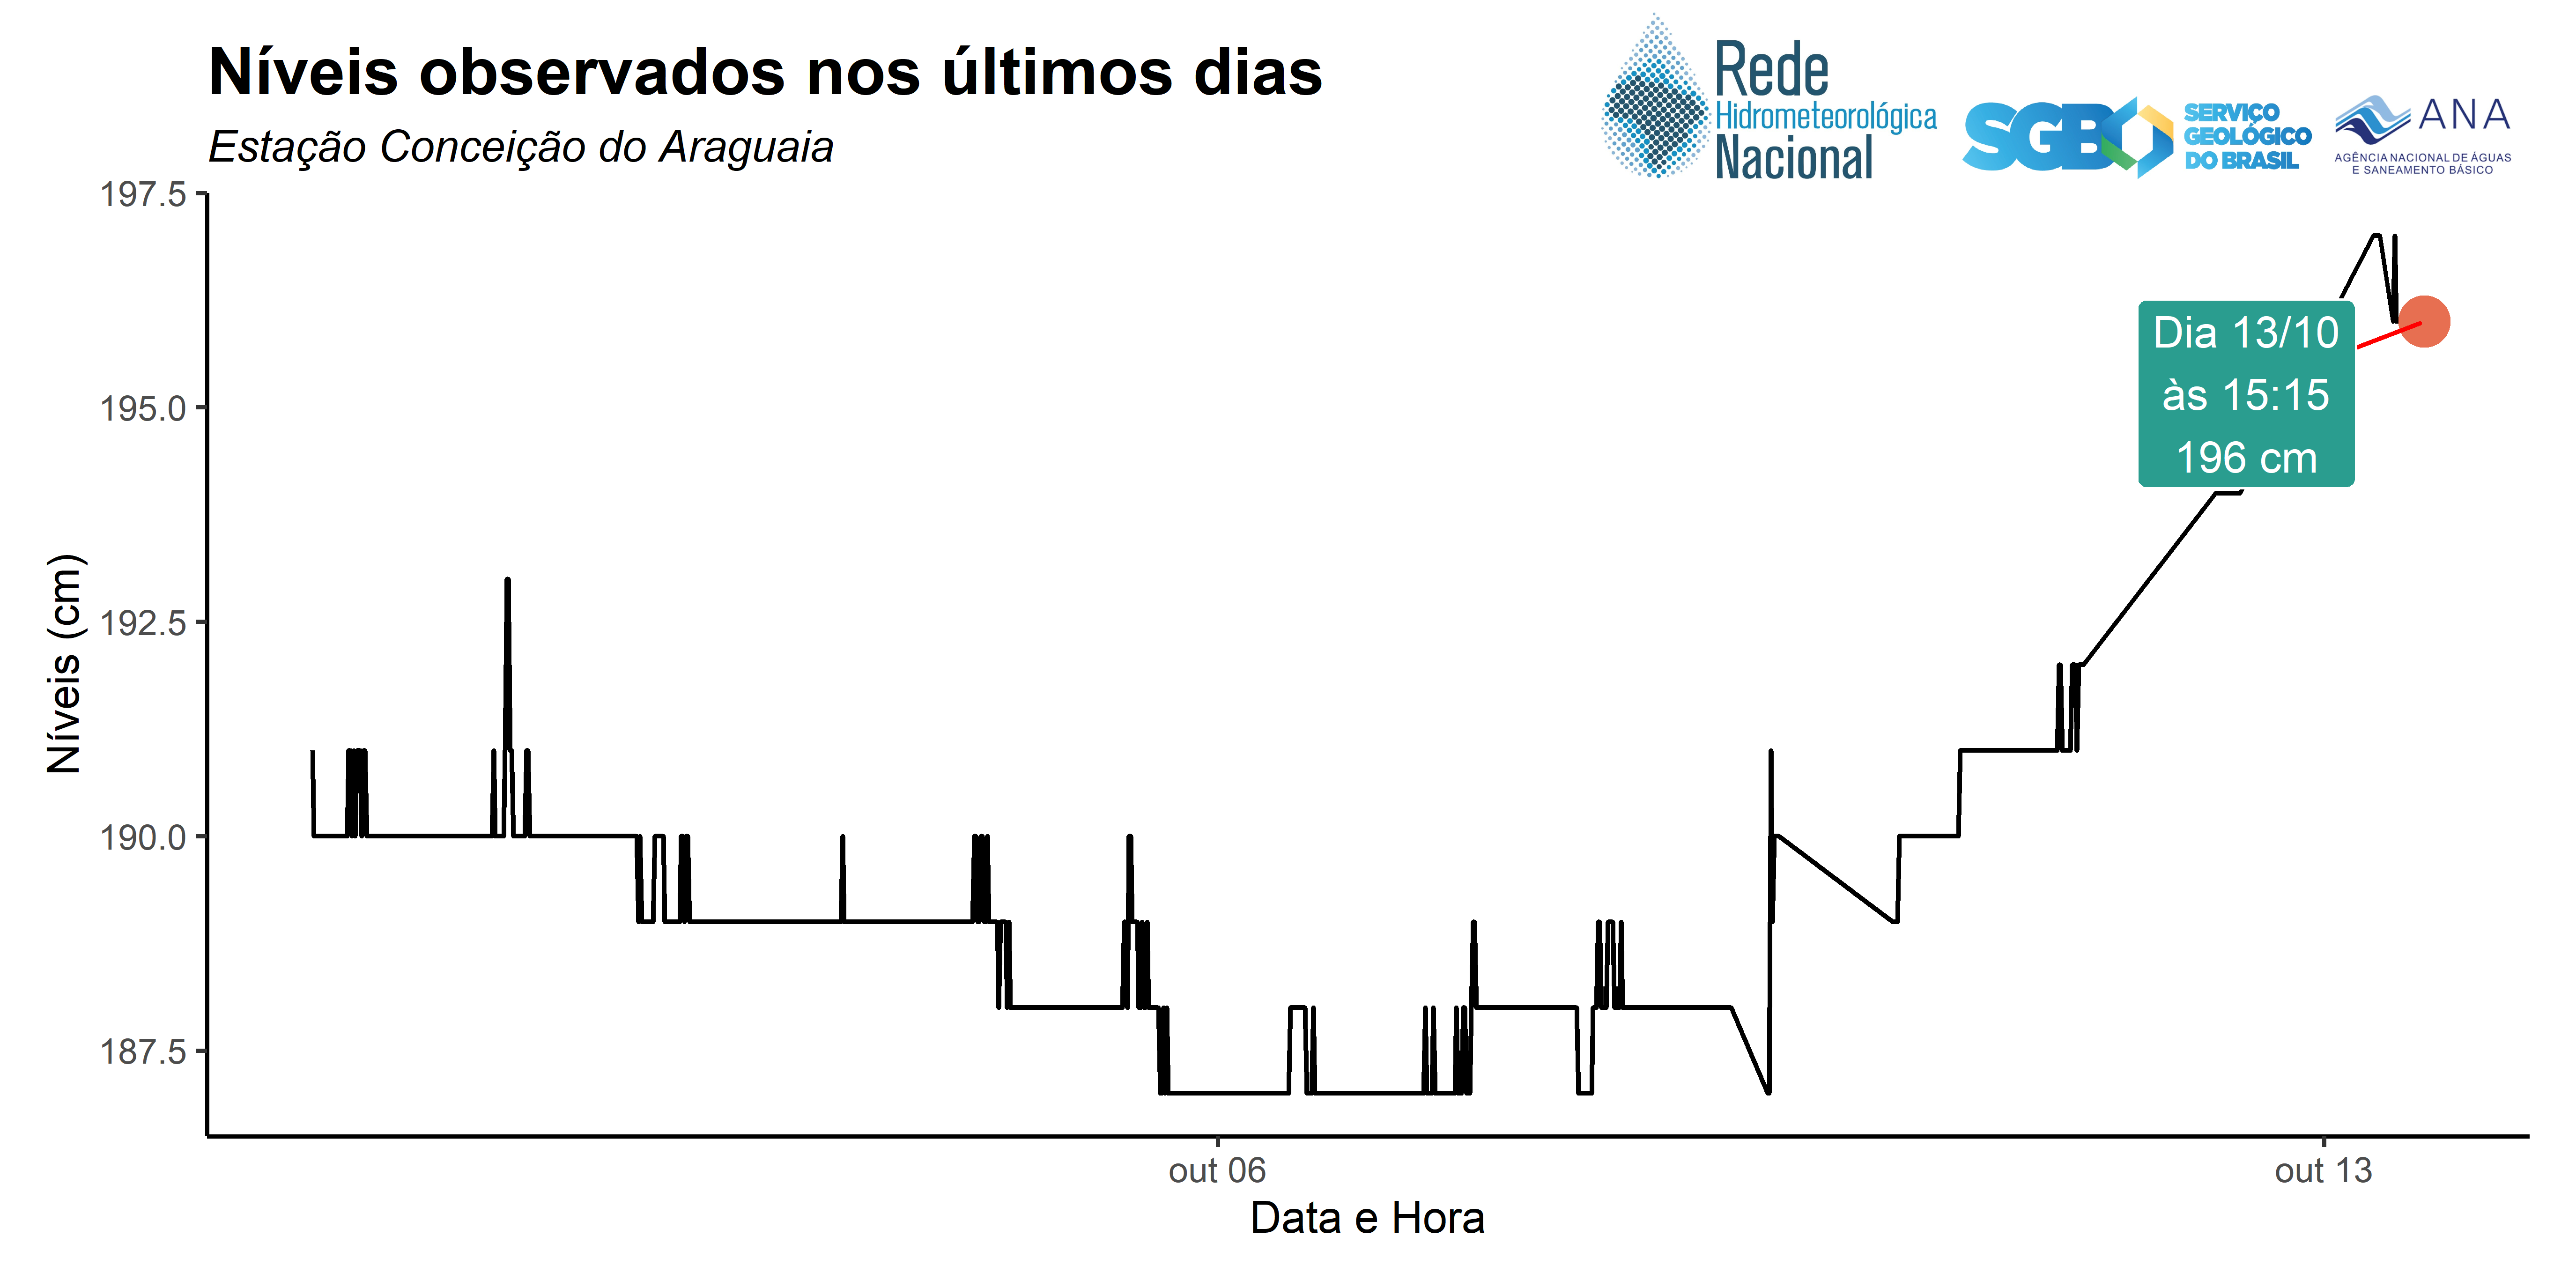 Níveis observados nos últimos dias
Estação Conceição do Araguaia
Rede
Hidrometeorológica
Nacional
SGB
SERVIÇO
GEOLÓGICO
DO BRASIL
ANA
AGÊNCIA NACIONAL DE ÁGUAS
E SANEAMENTO BÁSICO
197.5
195.0
192.5
190.0
187.5
Níveis (cm)
Dia 13/10
às 15:15
196 cm
out 06
out 13
Data e Hora